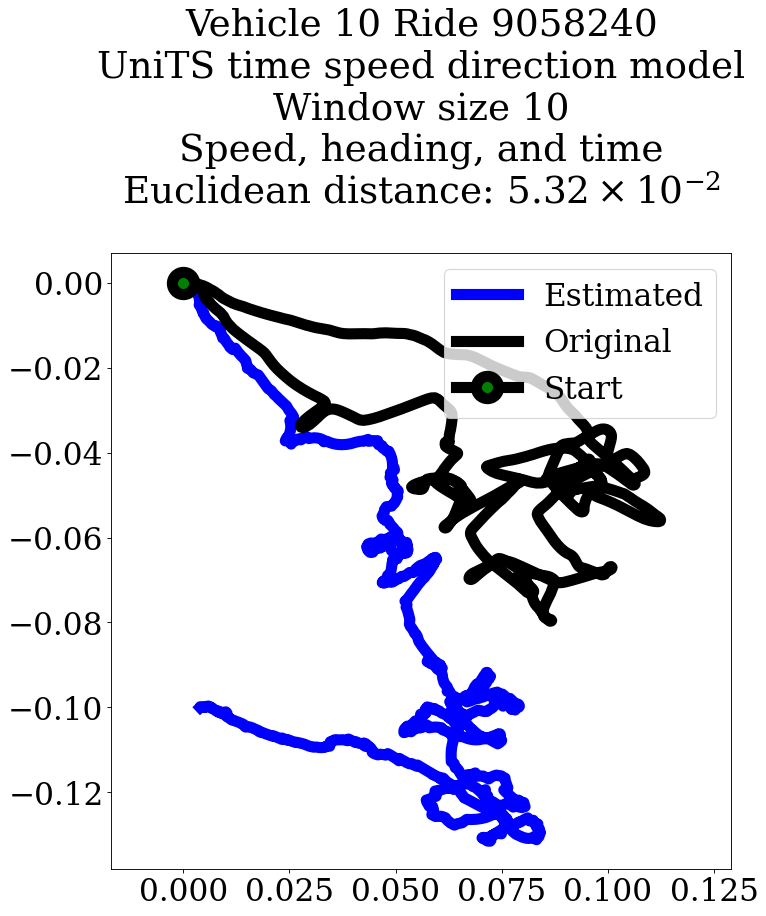 Vehicle 10 Ride 9058240
UniTS time speed direction model
Window size 10
Speed, heading, and time
Euclidean distance: 5.32 × 10⁻²
Estimated
Original
Start
0.00
−0.02
−0.04
−0.06
−0.08
−0.10
−0.12
0.000 0.025 0.050 0.075 0.100 0.125